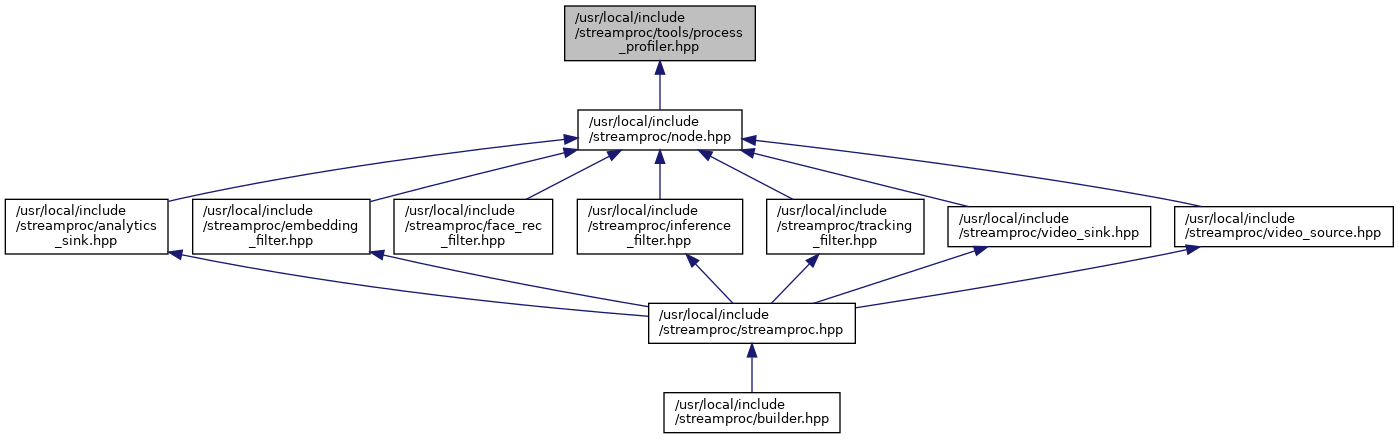 /usr/local/include
/streamproc/tools/process
_profiler.hpp
/usr/local/include
/streamproc/node.hpp
/usr/local/include
/streamproc/analytics
_sink.hpp
/usr/local/include
/streamproc/embedding
_filter.hpp
/usr/local/include
/streamproc/face_rec
_filter.hpp
/usr/local/include
/streamproc/inference
_filter.hpp
/usr/local/include
/streamproc/tracking
_filter.hpp
/usr/local/include
/streamproc/video_sink.hpp
/usr/local/include
/streamproc/video_source.hpp
/usr/local/include
/streamproc/streamproc.hpp
/usr/local/include
/streamproc/builder.hpp